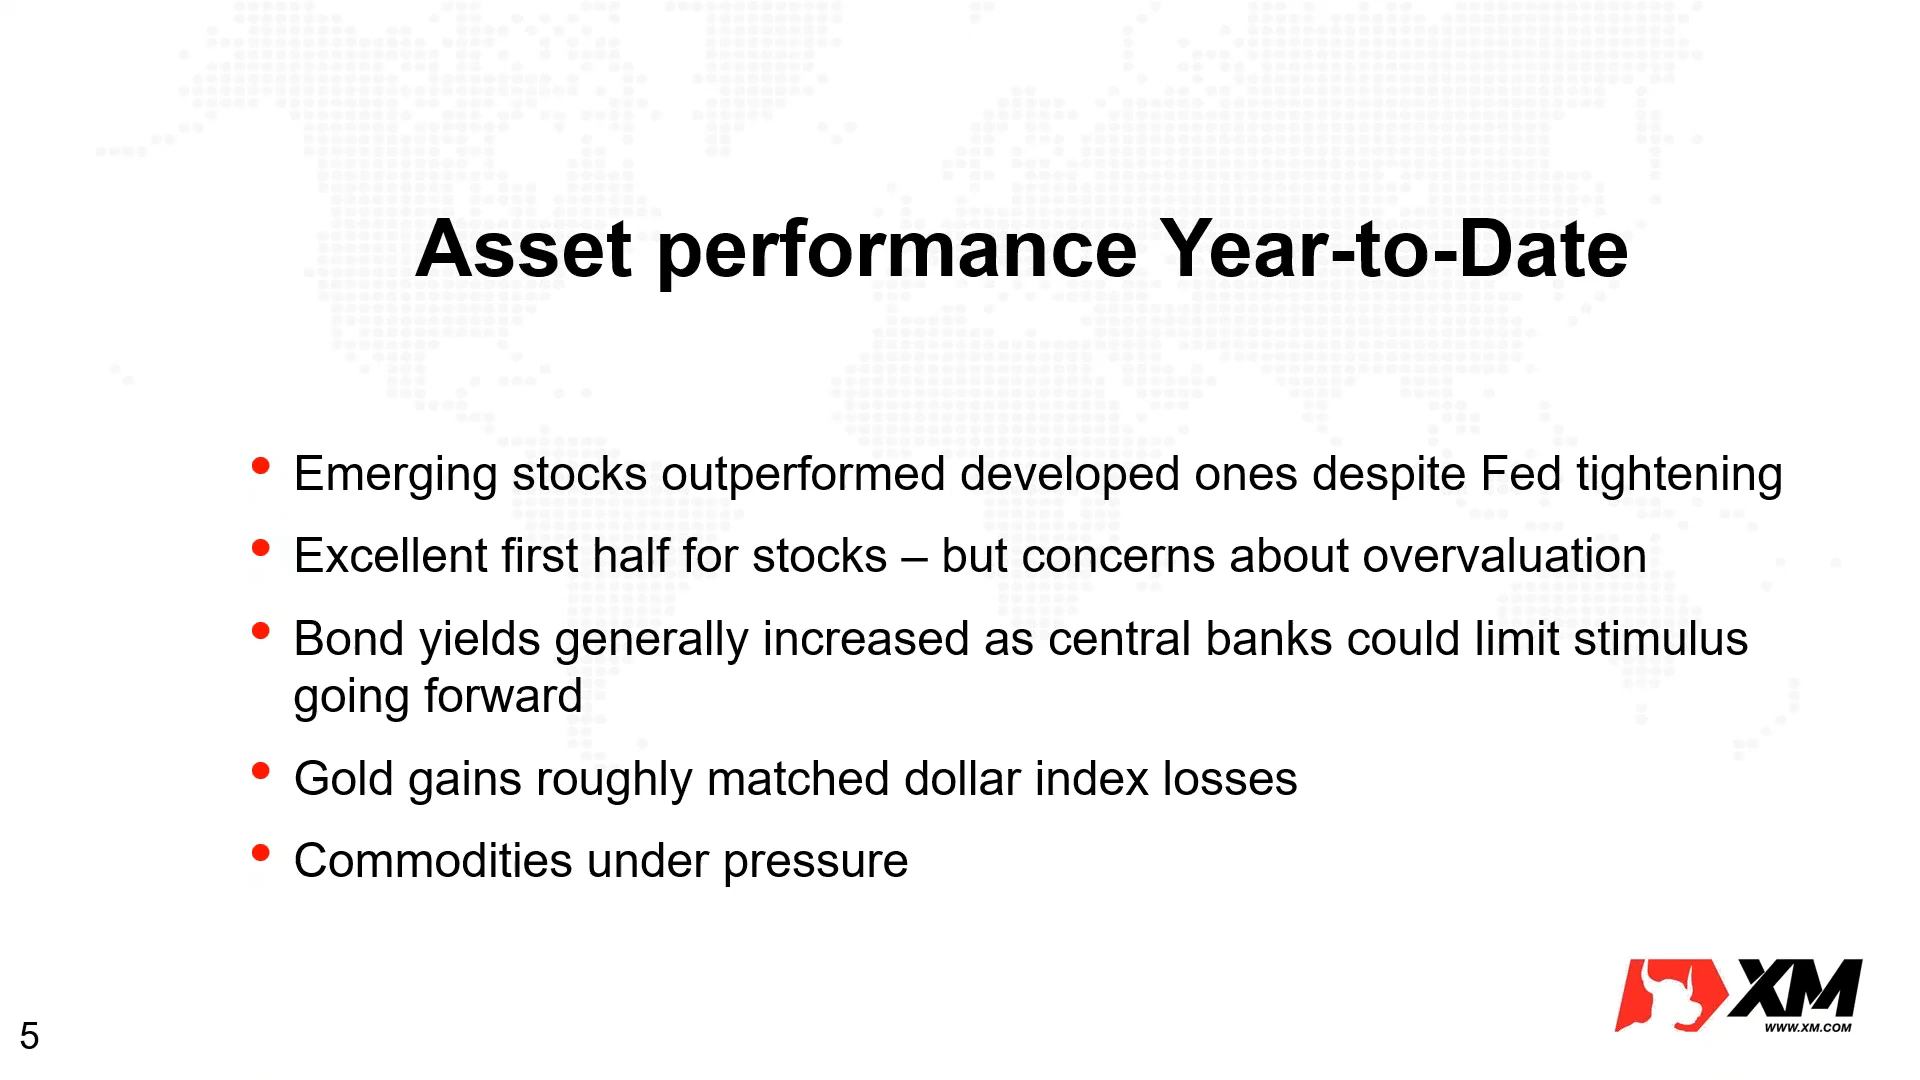 Asset performance Year-to-Date
• Emerging stocks outperformed developed ones despite Fed tightening
• Excellent first half for stocks – but concerns about overvaluation
• Bond yields generally increased as central banks could limit stimulus
going forward
• Gold gains roughly matched dollar index losses
• Commodities under pressure
XM
WWW.XM.COM
5